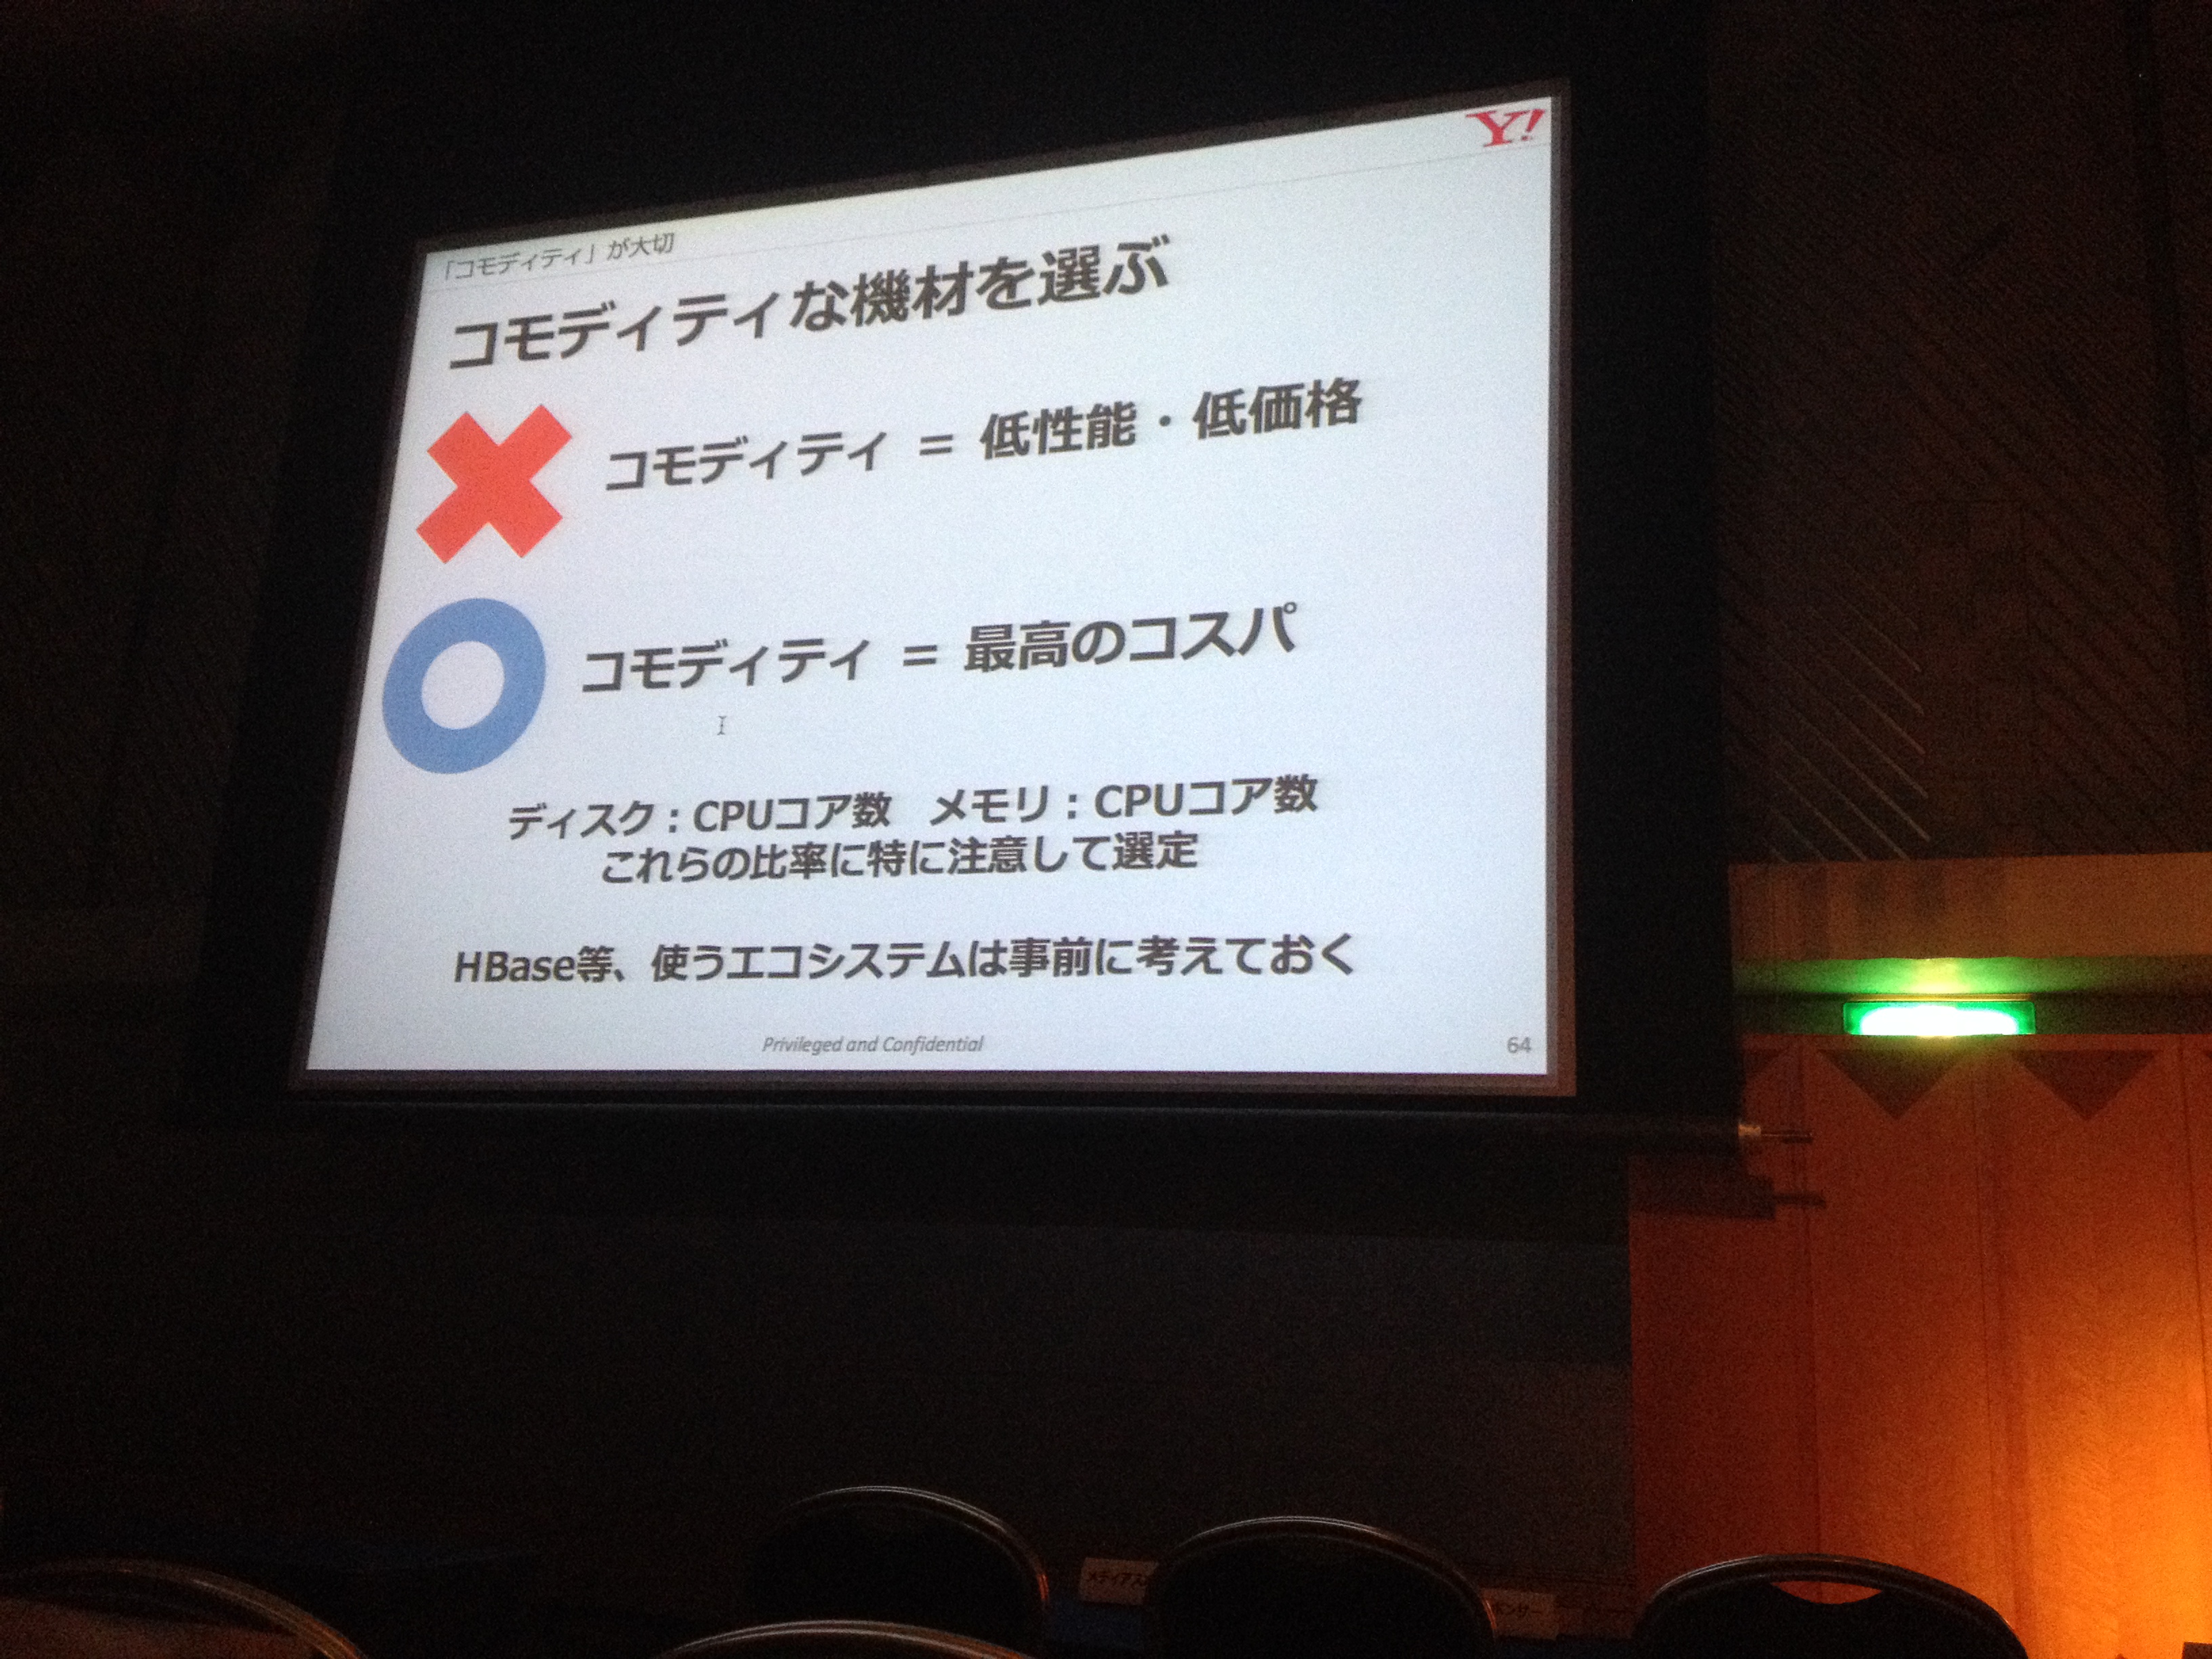 Y!
「コモディティ」が大切
コモディティな機材を選ぶ
コモディティ = 低性能・低価格
コモディティ = 最高のコスパ
ディスク：CPUコア数　メモリ：CPUコア数
これらの比率に特に注意して選定
HBase等、使うエコシステムは事前に考えておく
Privileged and Confidential
64
メディアス